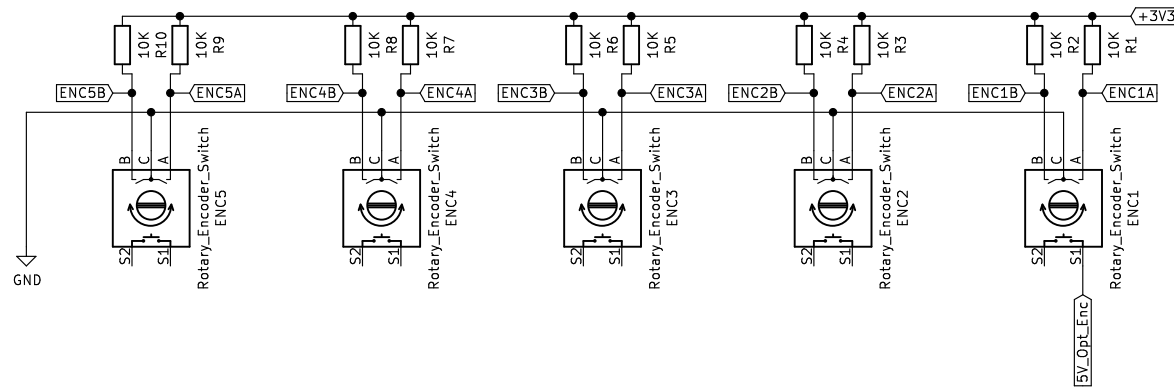 +3V3
10K
R10
10K
R9
10K
R8
10K
R7
10K
R6
10K
R5
10K
R4
10K
R3
10K
R2
10K
R1
ENC5B
ENC5A
ENC4B
ENC4A
ENC3B
ENC3A
ENC2B
ENC2A
ENC1B
ENC1A
B
C
A
S2
S1
Rotary_Encoder_Switch
ENC5
B
C
A
S2
S1
Rotary_Encoder_Switch
ENC4
B
C
A
S2
S1
Rotary_Encoder_Switch
ENC3
B
C
A
S2
S1
Rotary_Encoder_Switch
ENC2
B
C
A
S2
S1
Rotary_Encoder_Switch
ENC1
GND
5V_Opt_Enc